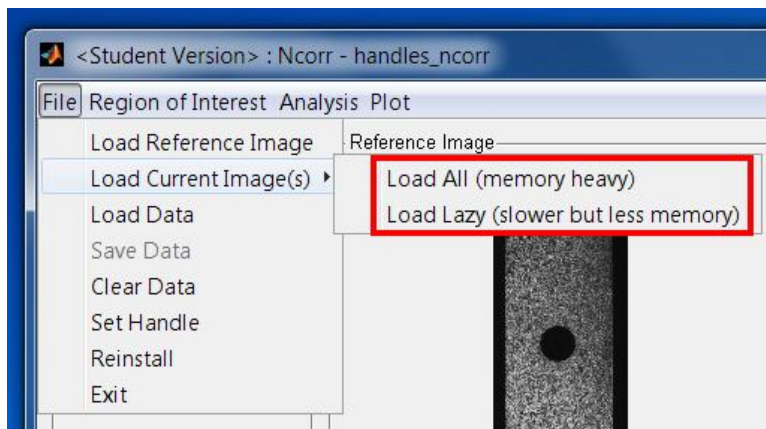 <Student Version> : Ncorr - handles_ncorr
File Region of Interest Analysis Plot
Load Reference Image
Reference Image
Load Current Image(s)
Load All (memory heavy)
Load Data
Load Lazy (slower but less memory)
Save Data
Clear Data
Set Handle
Reinstall
Exit